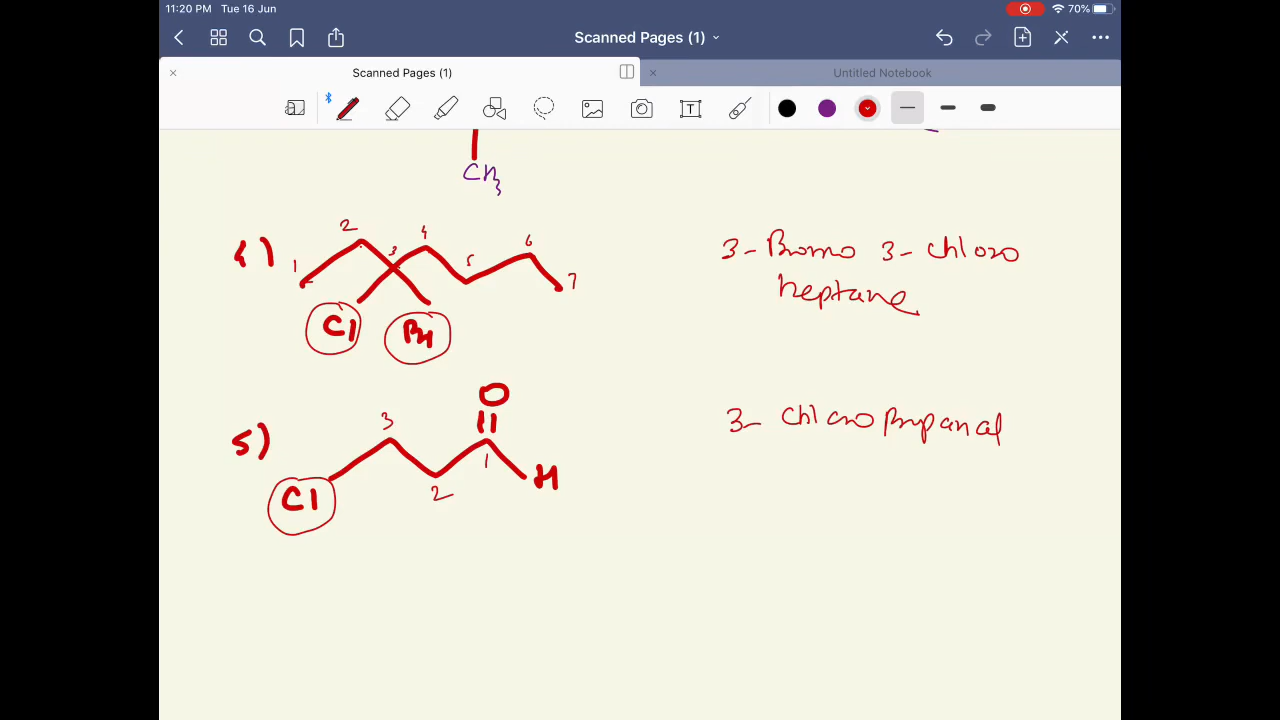 11:20 PM Tue 16 Jun
70%
Scanned Pages (1)
Scanned Pages (1)
Untitled Notebook
T
CH3
4)
1 2 3 4 5 6 7
Cl Br
3-Bromo 3-chloro
heptane
5)
O
3
2
1
H
Cl
3-chloropropanal